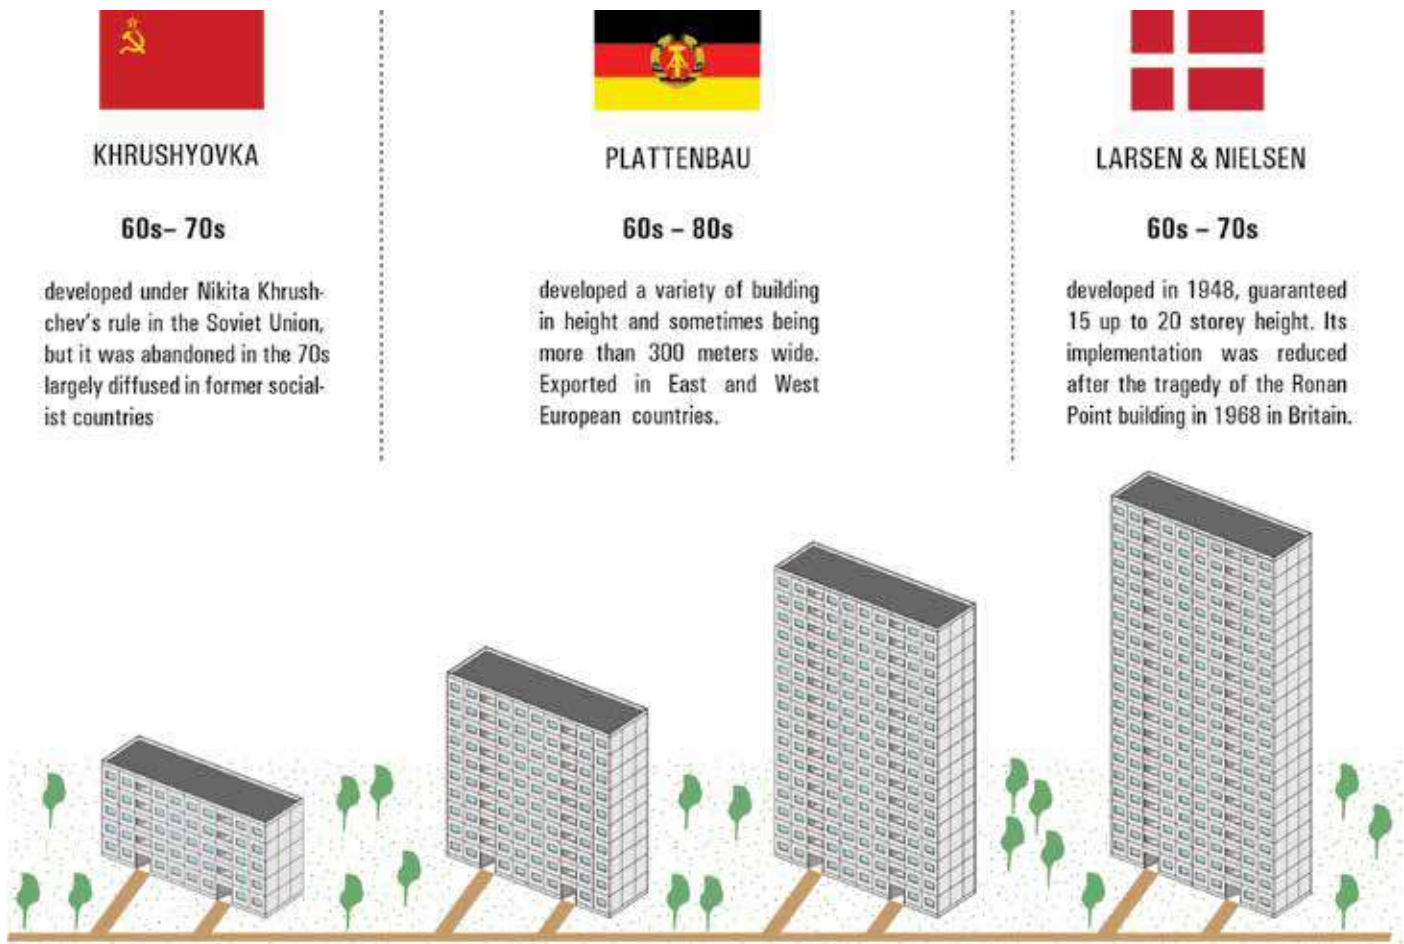 KHRUSHYOVKA
60s– 70s
developed under Nikita Khrush-
chev's rule in the Soviet Union,
but it was abandoned in the 70s
largely diffused in former social-
ist countries
PLATTENBAU
60s – 80s
developed a variety of building
in height and sometimes being
more than 300 meters wide.
Exported in East and West
European countries.
LARSEN & NIELSEN
60s – 70s
developed in 1948, guaranteed
15 up to 20 storey height. Its
implementation was reduced
after the tragedy of the Ronan
Point building in 1968 in Britain.